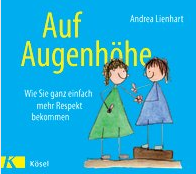 Andrea Lienhart
Auf
Augenhöhe
Wie Sie ganz einfach
mehr Respekt
bekommen
K Kösel